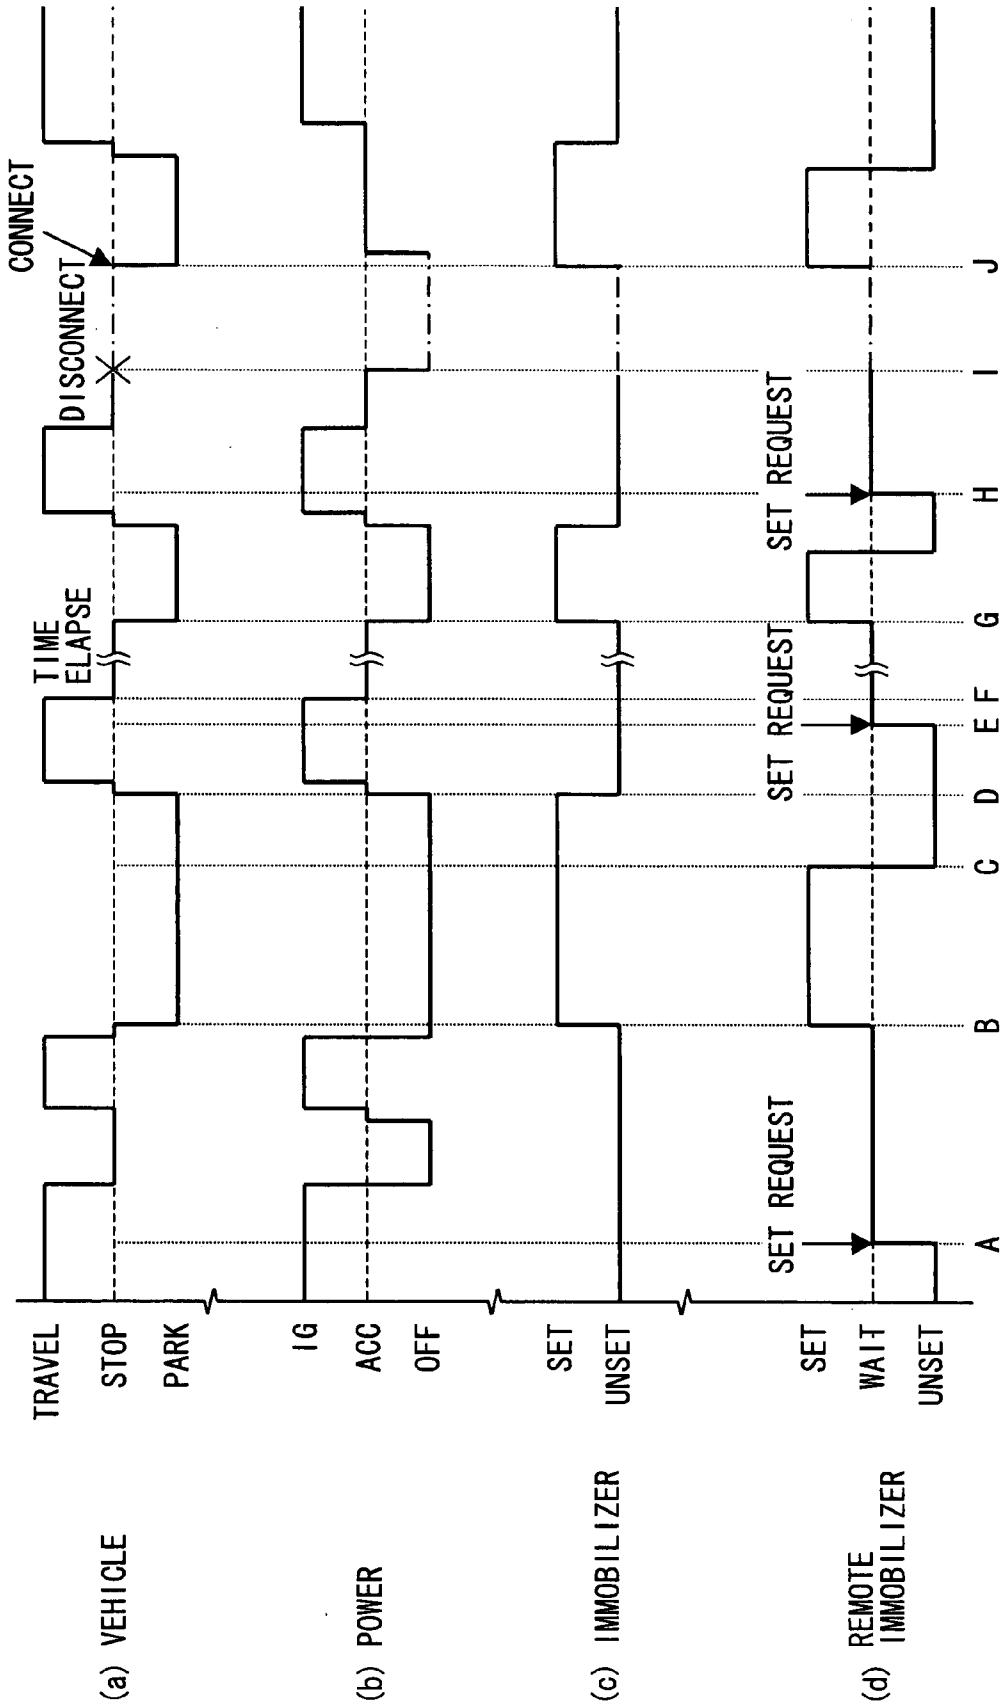 (a) VEHICLE
TRAVEL
STOP
PARK
TIME
ELAPSE
DISCONNECT
CONNECT
(b) POWER
IG
ACC
OFF
(c) IMMOBILIZER
SET
UNSET
(d) REMOTE
IMMOBILIZER
SET
WAIT
UNSET
SET REQUEST
SET REQUEST
SET REQUEST
A B C D E F G H I J